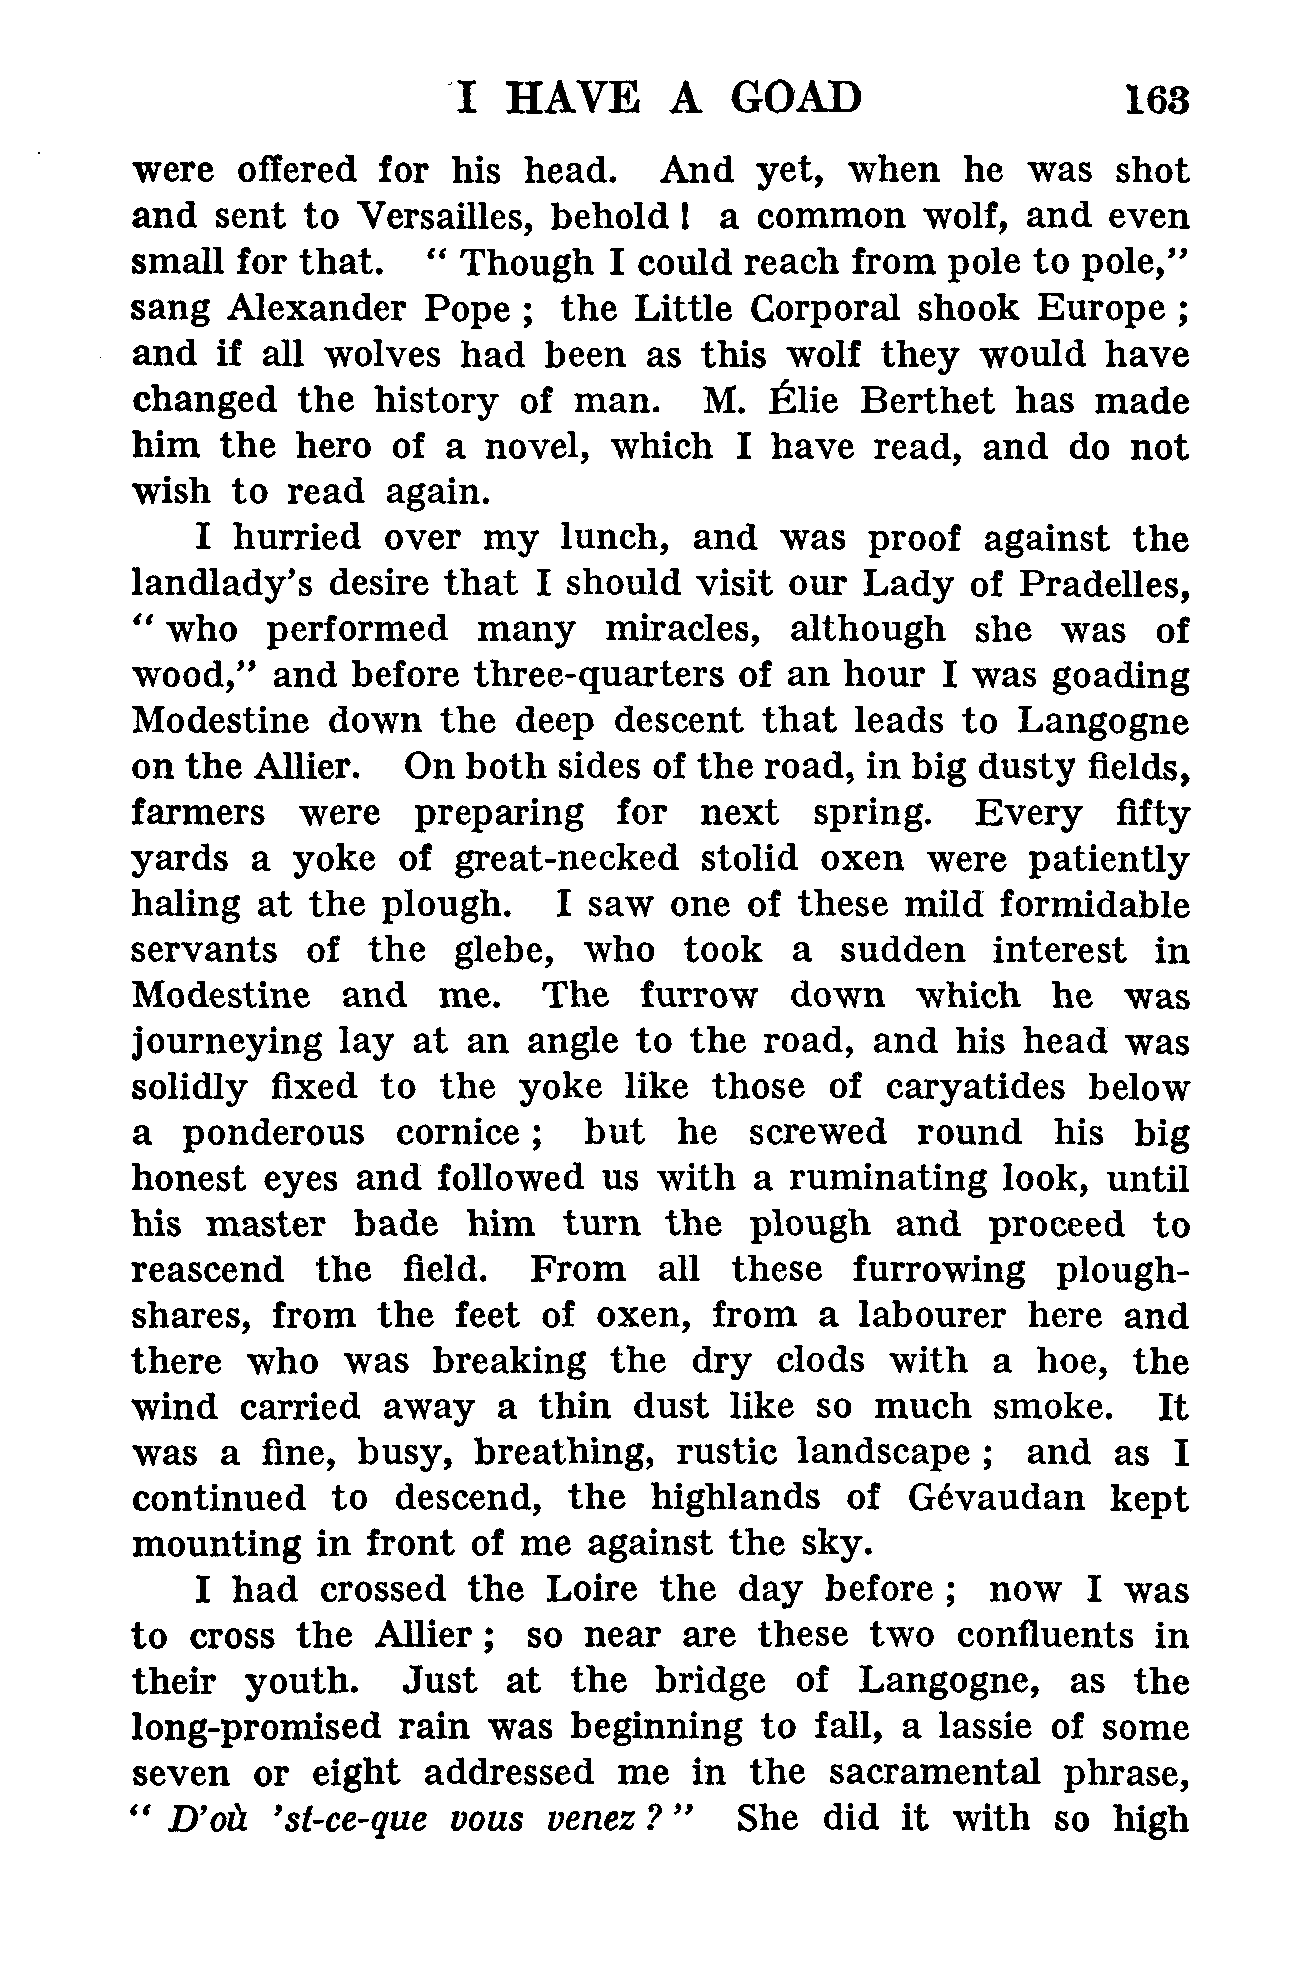 I HAVE A GOAD 163
were offered for his head. And yet, when he was shot
and sent to Versailles, behold ! a common wolf, and even
small for that. “ Though I could reach from pole to pole,”
sang Alexander Pope ; the Little Corporal shook Europe ;
and if all wolves had been as this wolf they would have
changed the history of man. M. Élie Berthet has made
him the hero of a novel, which I have read, and do not
wish to read again.
I hurried over my lunch, and was proof against the
landlady’s desire that I should visit our Lady of Pradelles,
“ who performed many miracles, although she was of
wood,” and before three-quarters of an hour I was goading
Modestine down the deep descent that leads to Langogne
on the Allier. On both sides of the road, in big dusty fields,
farmers were preparing for next spring. Every fifty
yards a yoke of great-necked stolid oxen were patiently
haling at the plough. I saw one of these mild formidable
servants of the glebe, who took a sudden interest in
Modestine and me. The furrow down which he was
journeying lay at an angle to the road, and his head was
solidly fixed to the yoke like those of caryatides below
a ponderous cornice ; but he screwed round his big
honest eyes and followed us with a ruminating look, until
his master bade him turn the plough and proceed to
reascend the field. From all these furrowing plough-
shares, from the feet of oxen, from a labourer here and
there who was breaking the dry clods with a hoe, the
wind carried away a thin dust like so much smoke. It
was a fine, busy, breathing, rustic landscape ; and as I
continued to descend, the highlands of Gévaudan kept
mounting in front of me against the sky.
I had crossed the Loire the day before ; now I was
to cross the Allier ; so near are these two confluents in
their youth. Just at the bridge of Langogne, as the
long-promised rain was beginning to fall, a lassie of some
seven or eight addressed me in the sacramental phrase,
“ D’où ’st-ce-que vous venez ? ” She did it with so high